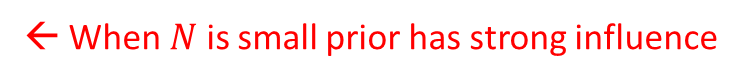 ← When 𝑁 is small prior has strong influence